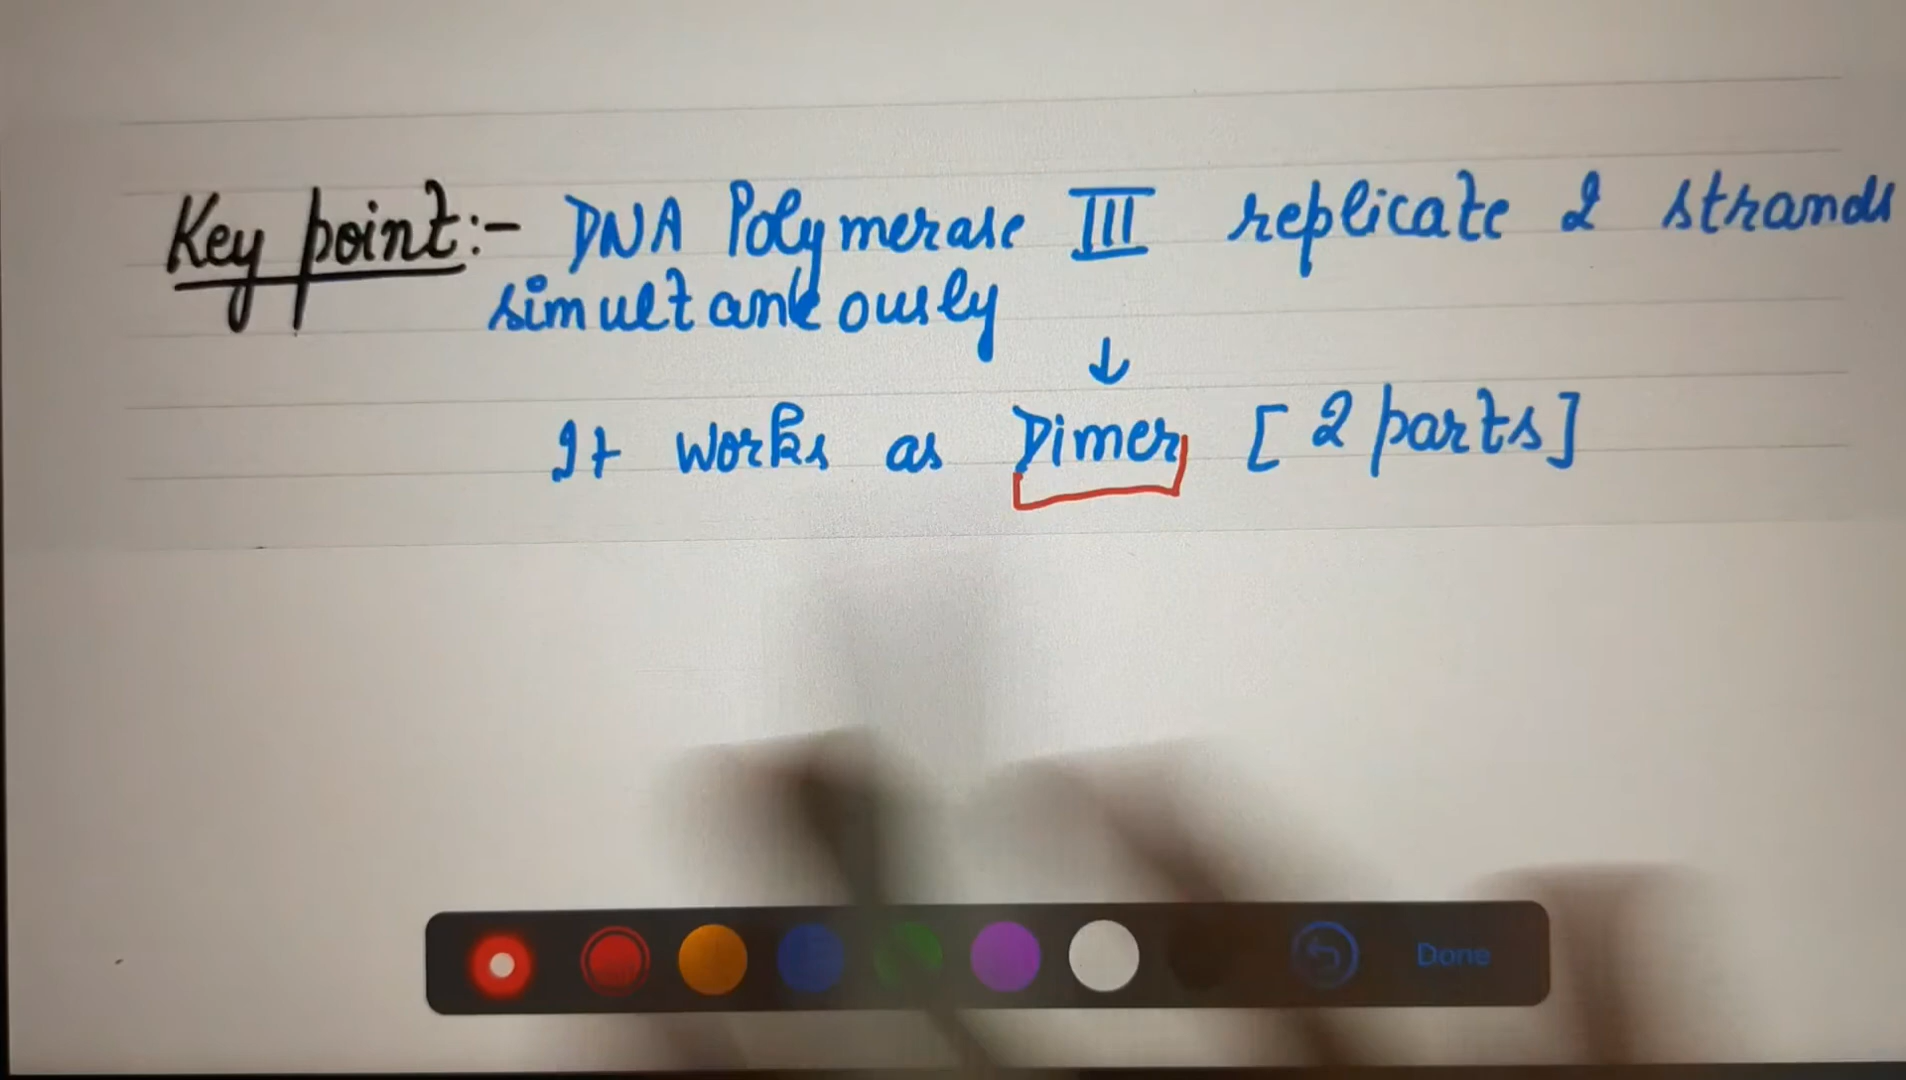 Key point:- DNA Polymerase III replicate 2 strands
simultaneously
↓
It works as Dimer [2 parts]
Done